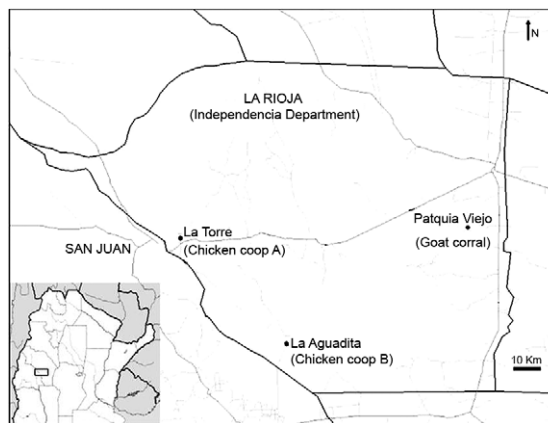 N
LA RIOJA
(Independencia Department)
Patquia Viejo
(Goat corral)
La Torre
(Chicken coop A)
SAN JUAN
La Aguadita
(Chicken coop B)
10 Km